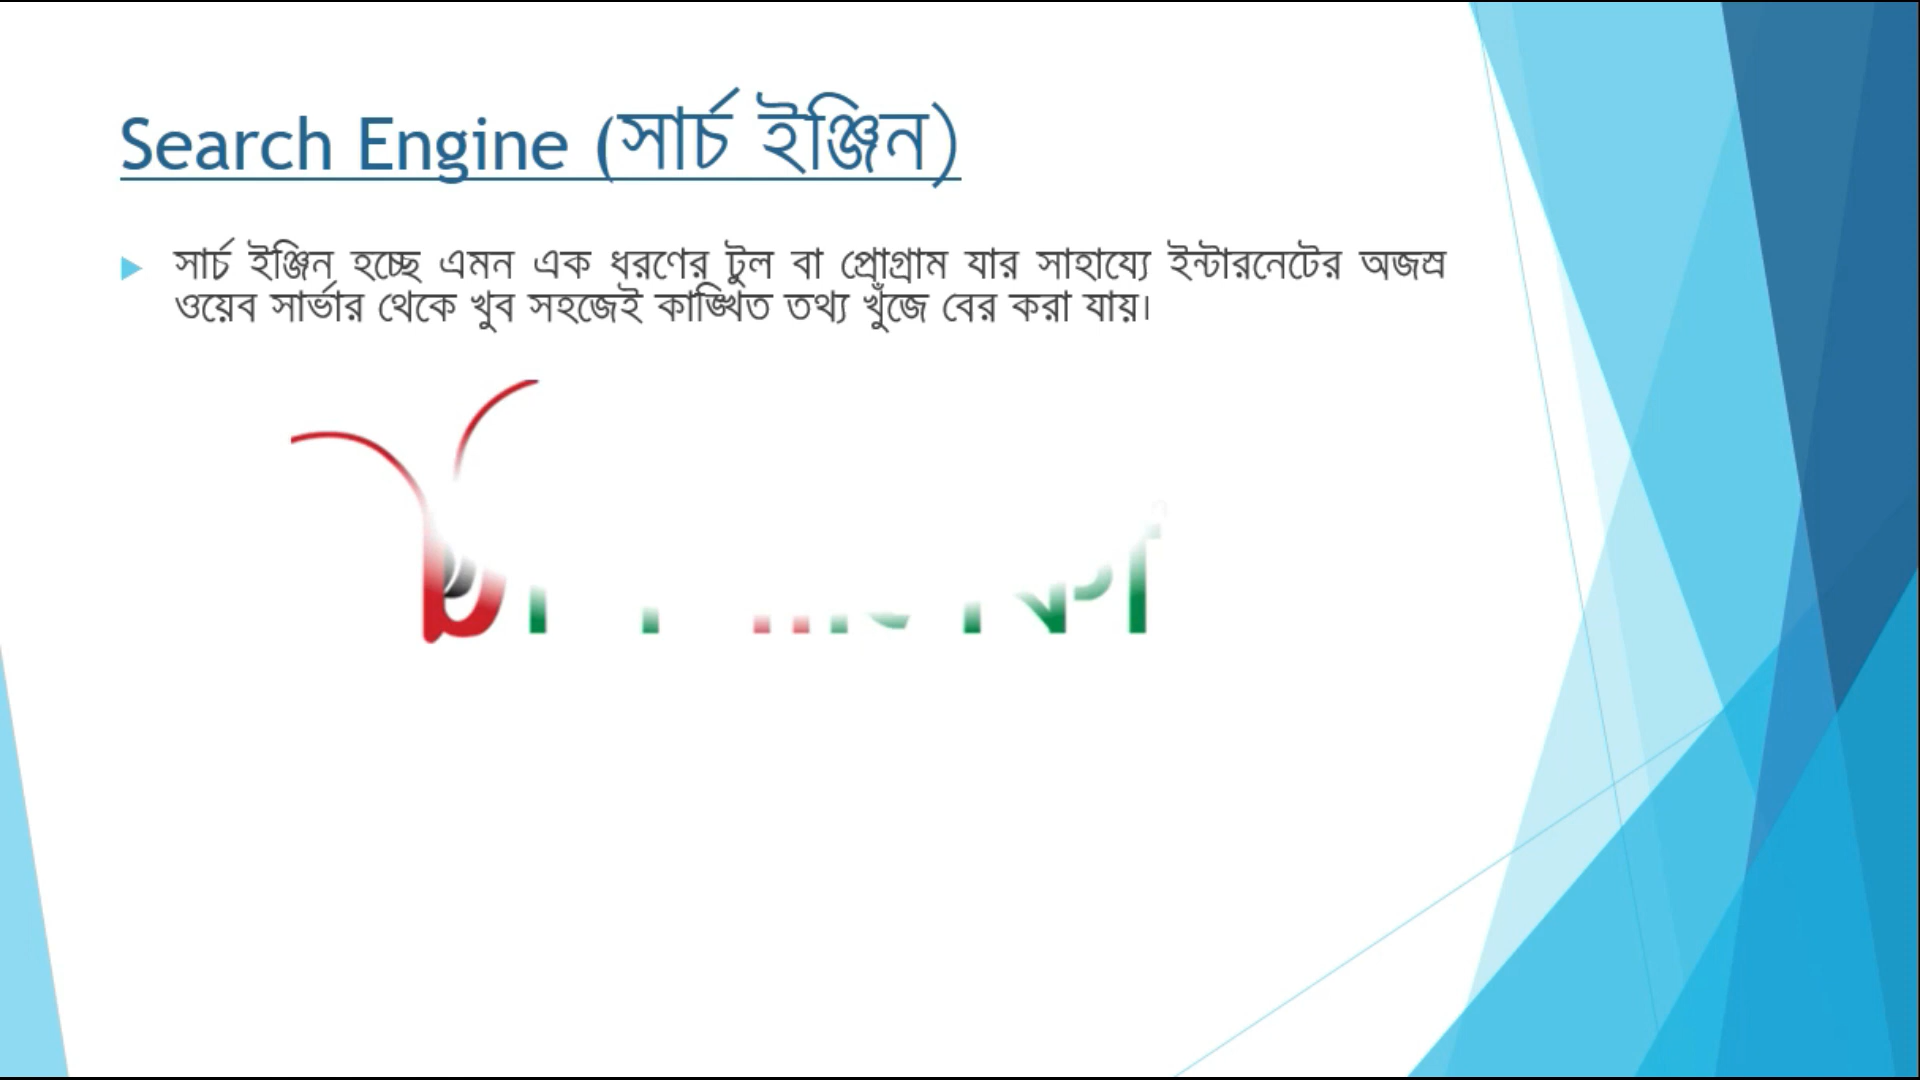 Search Engine (সার্চ ইঞ্জিন)
সার্চ ইঞ্জিন হচ্ছে এমন এক ধরণের টুল বা প্রোগ্রাম যার সাহায্যে ইন্টারনেটের অজস্র
ওয়েব সার্ভার থেকে খুব সহজেই কাঙ্খিত তথ্য খুঁজে বের করা যায়।